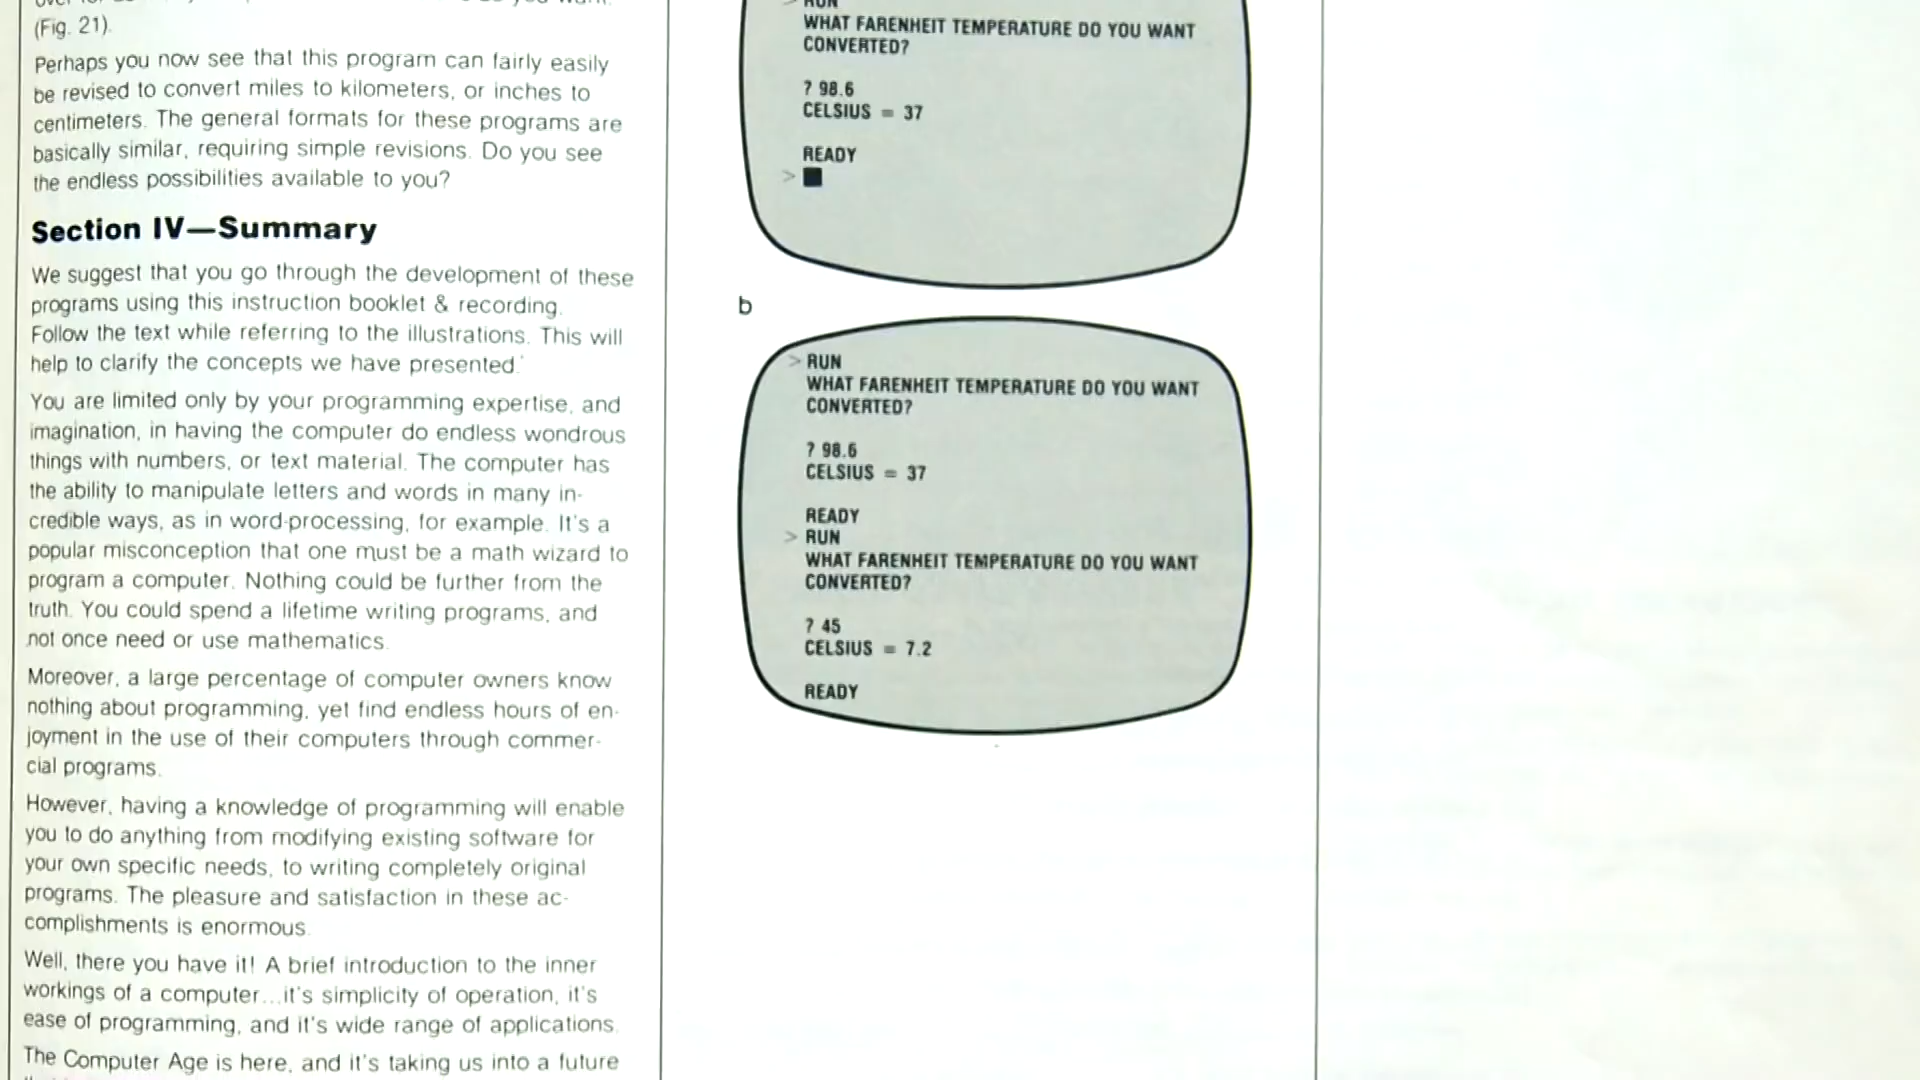 (Fig. 21).
Perhaps you now see that this program can fairly easily
be revised to convert miles to kilometers, or inches to
centimeters. The general formats for these programs are
basically similar, requiring simple revisions. Do you see
the endless possibilities available to you?
Section IV—Summary
We suggest that you go through the development of these
programs using this instruction booklet & recording.
Follow the text while referring to the illustrations. This will
help to clarify the concepts we have presented.
You are limited only by your programming expertise, and
imagination, in having the computer do endless wondrous
things with numbers, or text material. The computer has
the ability to manipulate letters and words in many in-
credible ways, as in word-processing, for example. It's a
popular misconception that one must be a math wizard to
program a computer. Nothing could be further from the
truth. You could spend a lifetime writing programs, and
not once need or use mathematics.
Moreover, a large percentage of computer owners know
nothing about programming, yet find endless hours of en-
joyment in the use of their computers through commer-
cial programs.
However, having a knowledge of programming will enable
you to do anything from modifying existing software for
your own specific needs, to writing completely original
programs. The pleasure and satisfaction in these ac-
complishments is enormous.
Well, there you have it! A brief introduction to the inner
workings of a computer...it's simplicity of operation, it's
ease of programming, and it's wide range of applications.
The Computer Age is here, and it's taking us into a future
> RUN
WHAT FARENHEIT TEMPERATURE DO YOU WANT
CONVERTED?
? 98.6
CELSIUS = 37
READY
>
b
> RUN
WHAT FARENHEIT TEMPERATURE DO YOU WANT
CONVERTED?
? 98.6
CELSIUS = 37
READY
> RUN
WHAT FARENHEIT TEMPERATURE DO YOU WANT
CONVERTED?
? 45
CELSIUS = 7.2
READY